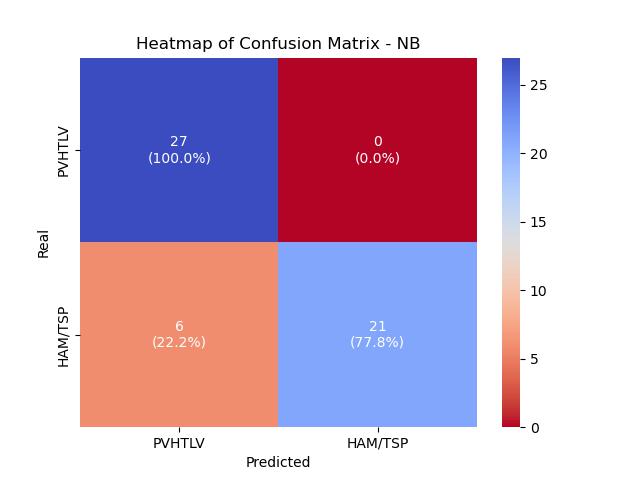 Heatmap of Confusion Matrix - NB
PVHTLV
HAM/TSP
Real
27
(100.0%)
0
(0.0%)
6
(22.2%)
21
(77.8%)
PVHTLV
HAM/TSP
Predicted
25
20
15
10
5
0